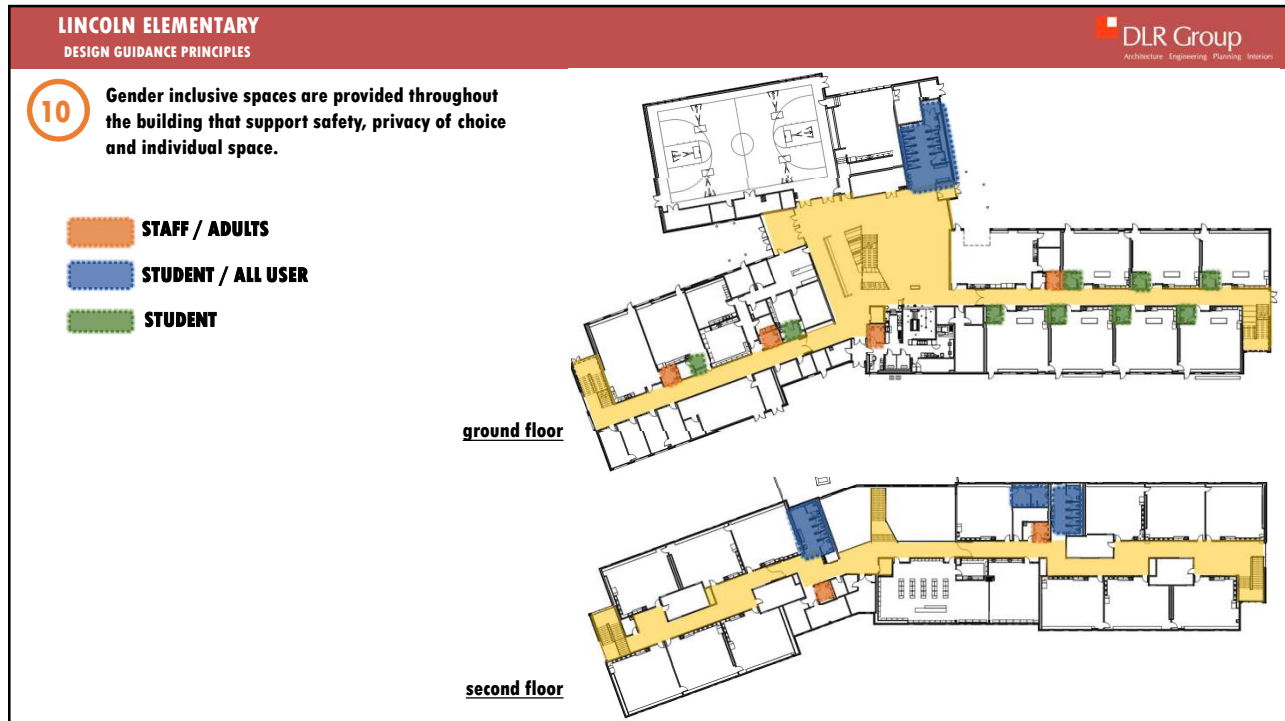 LINCOLN ELEMENTARY
DESIGN GUIDANCE PRINCIPLES
DLR Group
Architecture Engineering Planning Interiors
10
Gender inclusive spaces are provided throughout
the building that support safety, privacy of choice
and individual space.
STAFF / ADULTS
STUDENT / ALL USER
STUDENT
ground floor
second floor